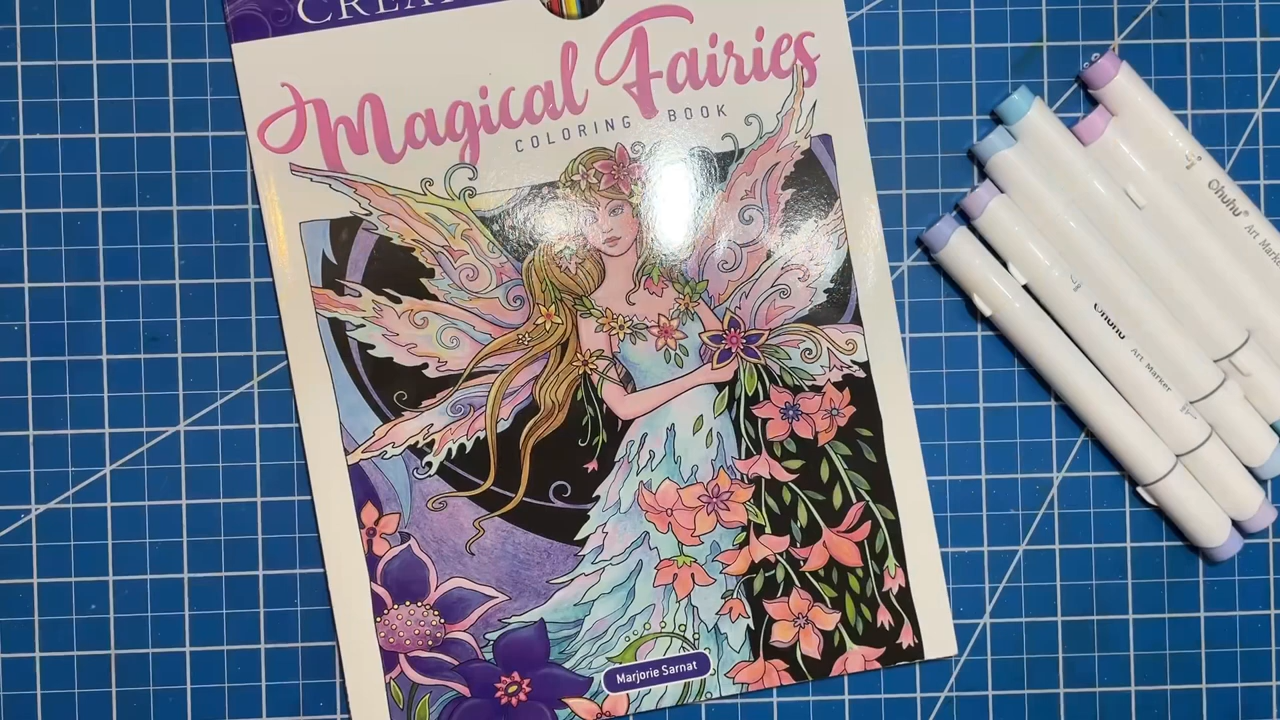 Magical Fairies
COLORING BOOK
Marjorie Sarnat
Ohuhu®
Art Marker
Ohuhu
Art Marker